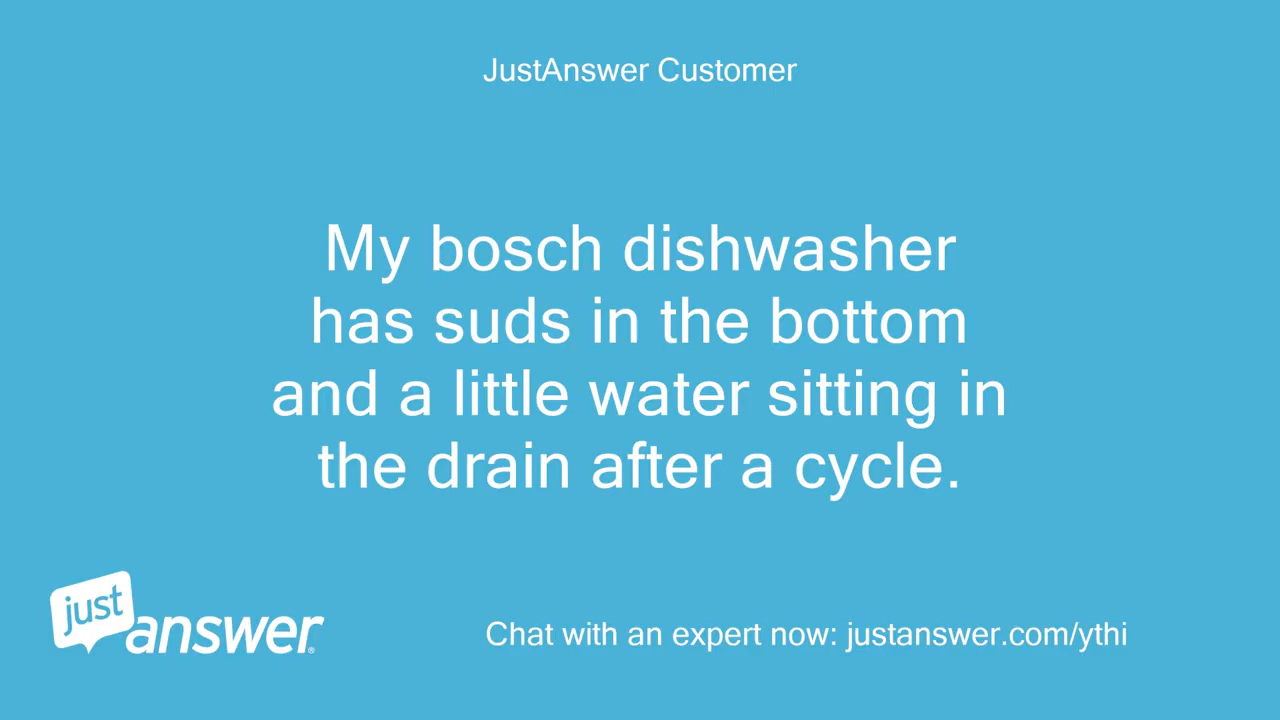 JustAnswer Customer
My bosch dishwasher
has suds in the bottom
and a little water sitting in
the drain after a cycle.
just
answer®
Chat with an expert now: justanswer.com/ythi